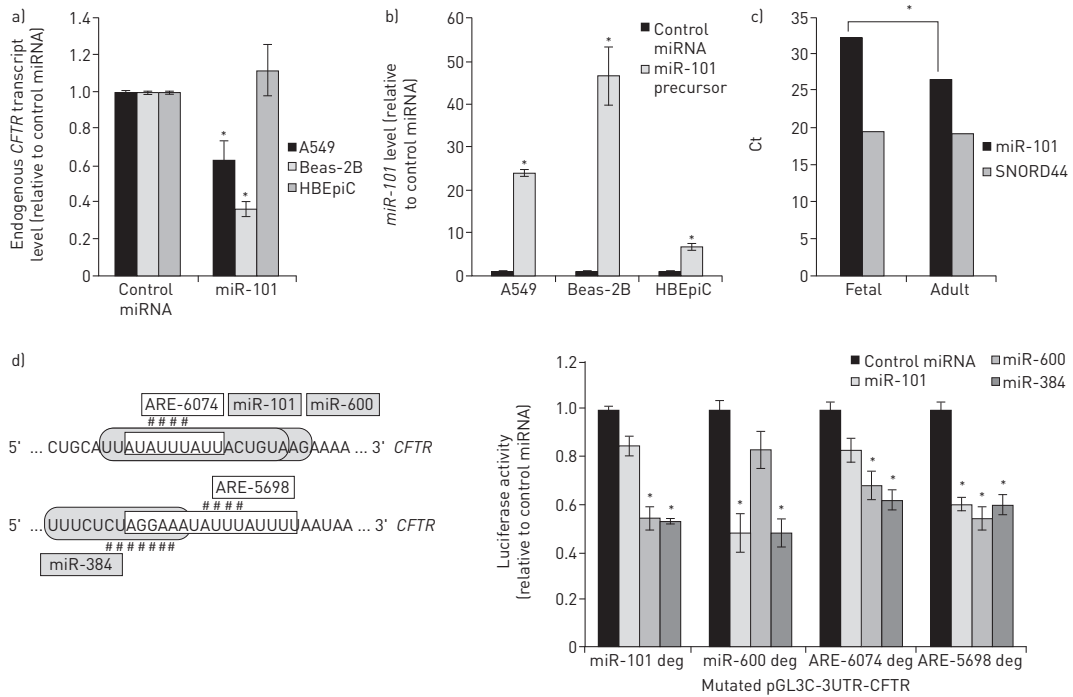 a)
Endogenous CFTR transcript
level (relative to control miRNA)
1.4
1.2
1.0
0.8
0.6
0.4
0.2
0
*
*
A549
Beas-2B
HBEpiC
Control
miRNA
miR-101
b)
miR-101 level (relative
to control miRNA)
60
50
40
30
20
10
0
*
*
*
Control
miRNA
miR-101
precursor
A549
Beas-2B
HBEpiC
c)
Ct
35
30
25
20
15
10
5
0
*
miR-101
SNORD44
Fetal
Adult
d)
ARE-6074
miR-101
miR-600
####
5' ... CUGCAUUAUAUUUAUUACUGUAAGAAAA ... 3' CFTR
ARE-5698
####
5' ... UUUCUCUAGGAAAUAUUUAUUUUAAUAA ... 3' CFTR
#######
miR-384
Luciferase activity
(relative to control miRNA)
1.2
1.0
0.8
0.6
0.4
0.2
0
Control miRNA
miR-101
miR-600
miR-384
* *
* *
* *
* * *
miR-101 deg
miR-600 deg
ARE-6074 deg
ARE-5698 deg
Mutated pGL3C-3UTR-CFTR